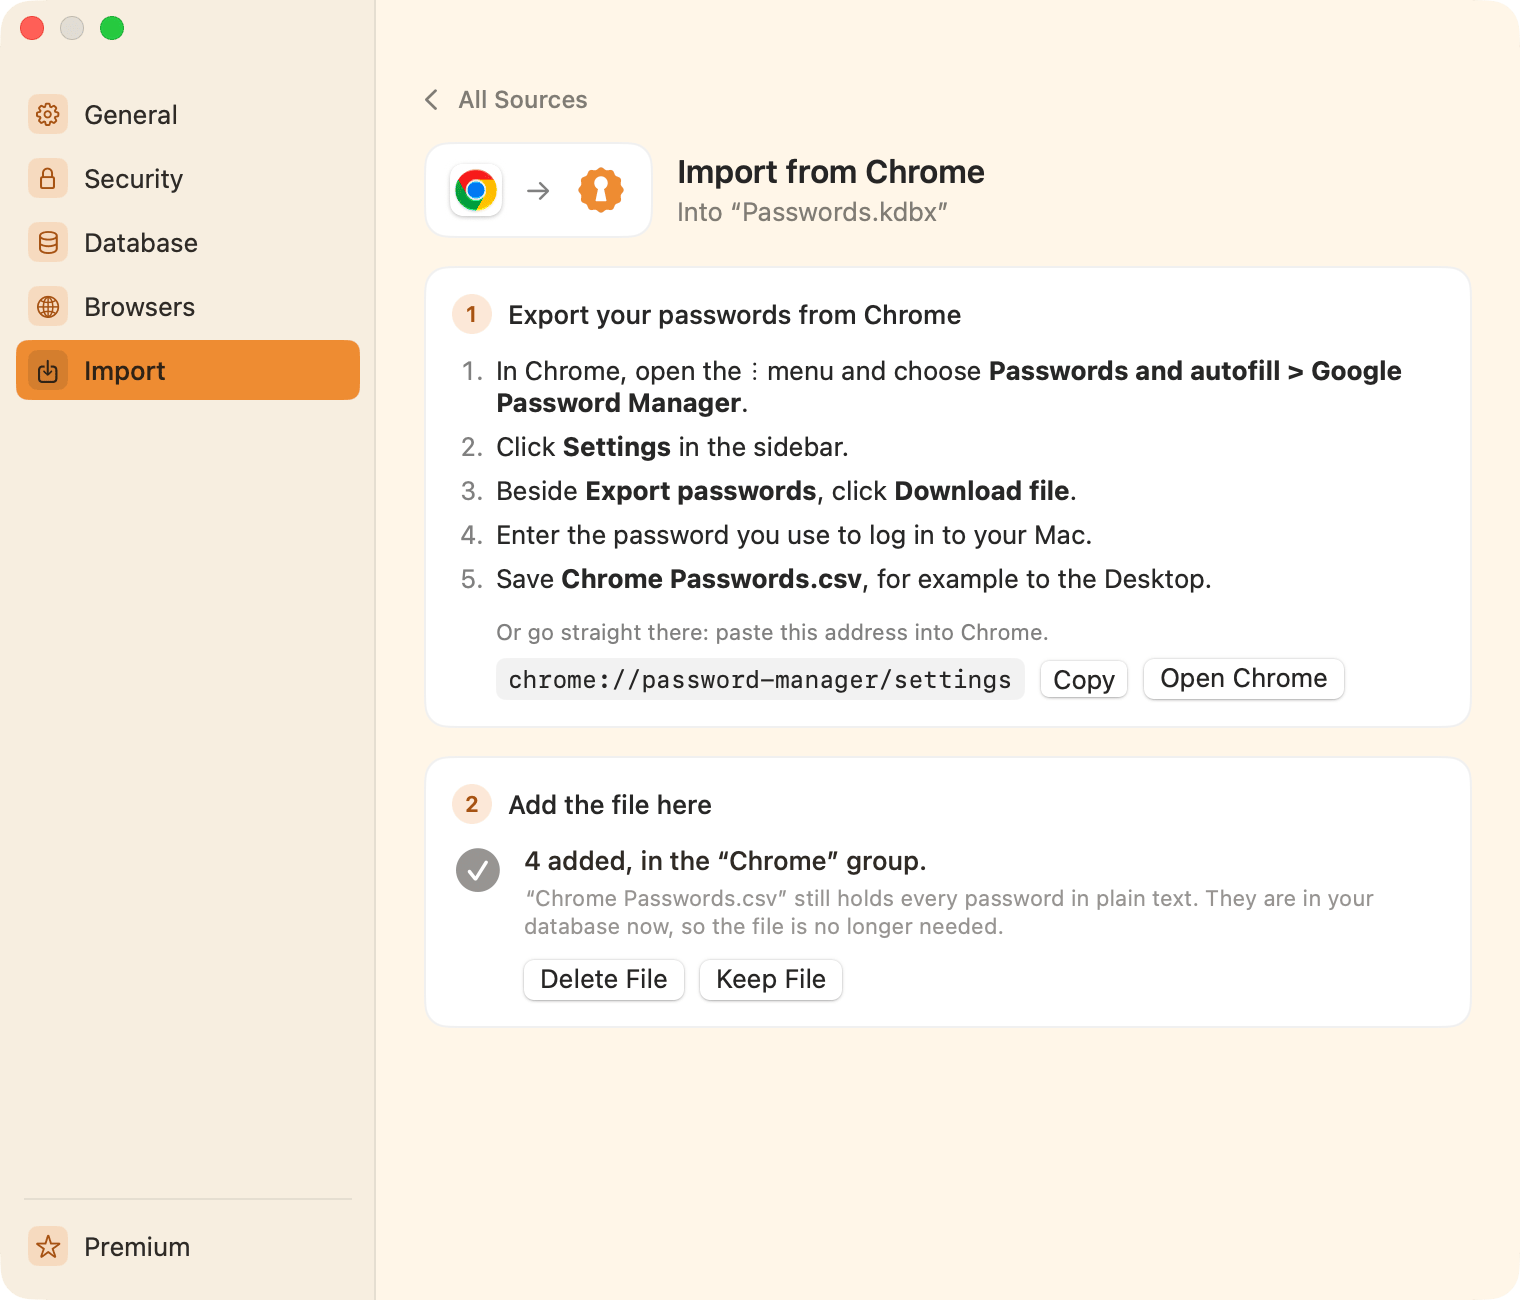 General
Security
Database
Browsers
Import
Premium
All Sources
Import from Chrome
Into “Passwords.kdbx”
1 Export your passwords from Chrome
1. In Chrome, open the ⋮ menu and choose Passwords and autofill > Google
Password Manager.
2. Click Settings in the sidebar.
3. Beside Export passwords, click Download file.
4. Enter the password you use to log in to your Mac.
5. Save Chrome Passwords.csv, for example to the Desktop.
Or go straight there: paste this address into Chrome.
chrome://password-manager/settings Copy Open Chrome
2 Add the file here
4 added, in the “Chrome” group.
“Chrome Passwords.csv” still holds every password in plain text. They are in your
database now, so the file is no longer needed.
Delete File Keep File